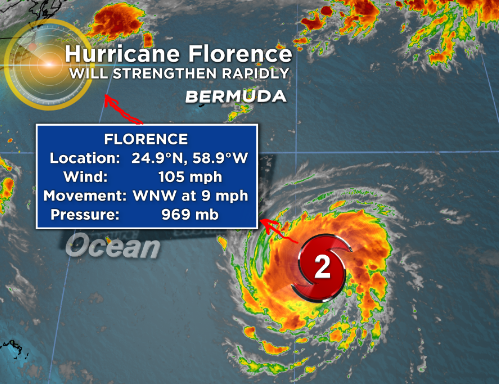 Hurricane Florence
WILL STRENGTHEN RAPIDLY
BERMUDA
FLORENCE
Location: 24.9°N, 58.9°W
Wind: 105 mph
Movement: WNW at 9 mph
Pressure: 969 mb
Ocean
2